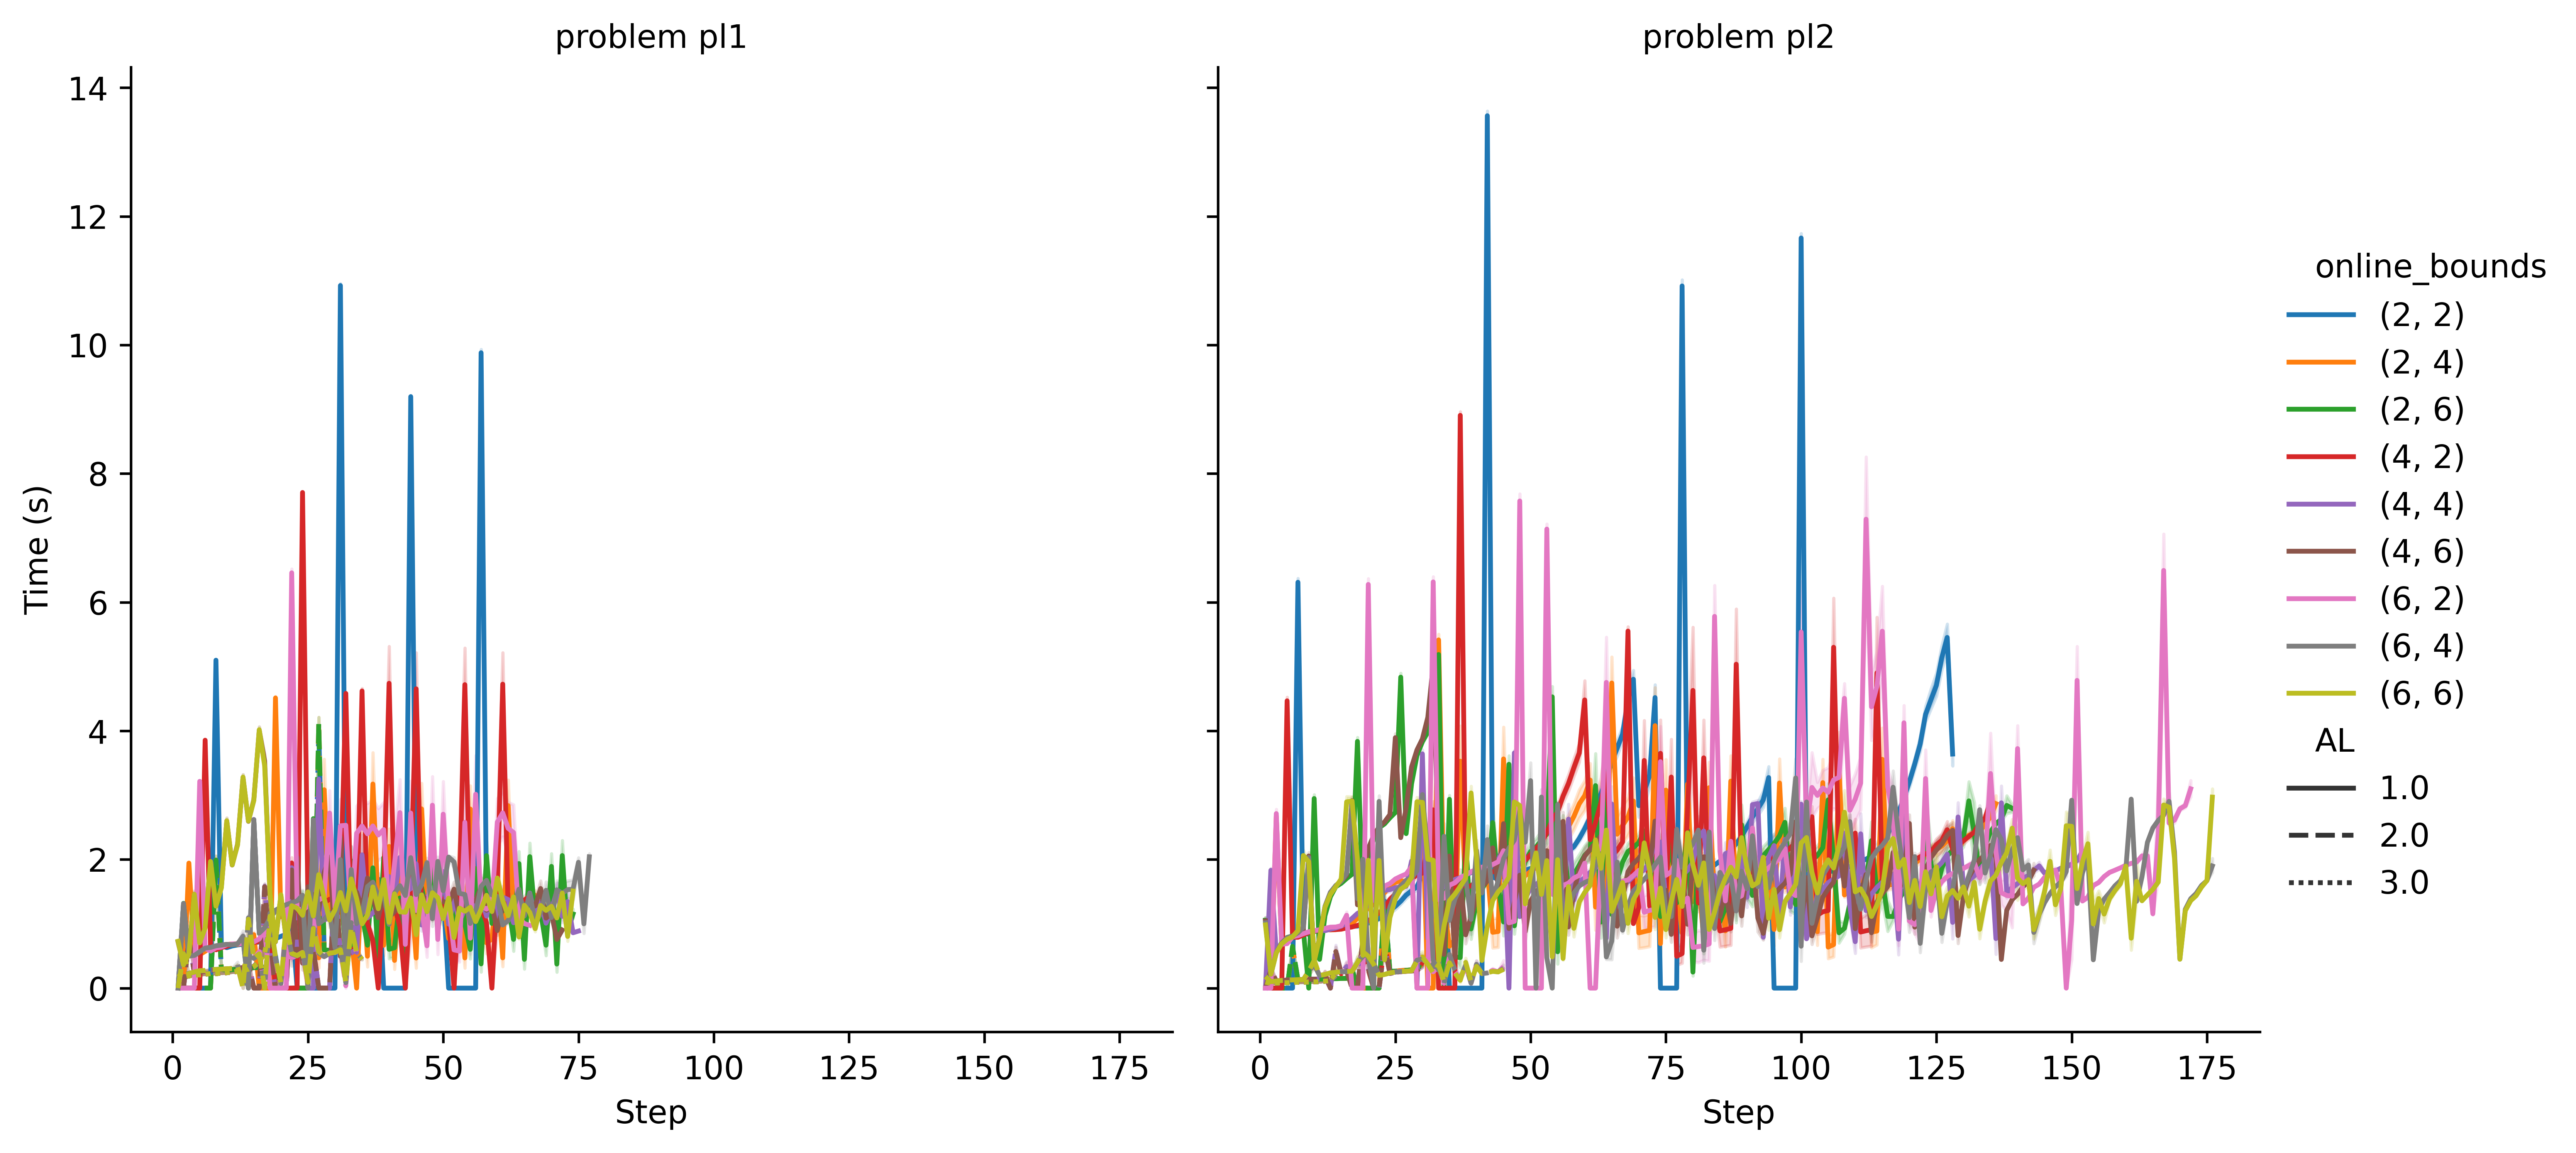 problem pl1
problem pl2
14
12
10
8
6
4
2
0
Time (s)
0 25 50 75 100 125 150 175
0 25 50 75 100 125 150 175
Step
Step
online_bounds
(2, 2)
(2, 4)
(2, 6)
(4, 2)
(4, 4)
(4, 6)
(6, 2)
(6, 4)
(6, 6)
AL
1.0
2.0
3.0